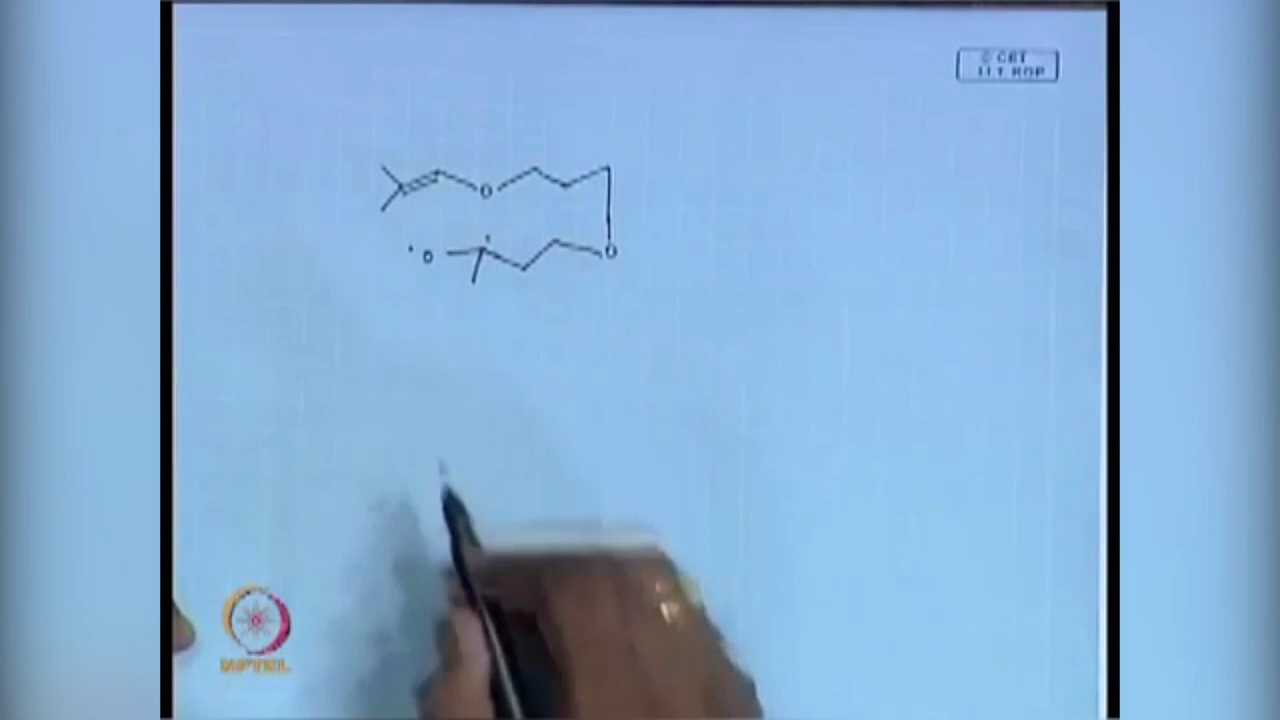 © CET
I.I.T. KGP
O
O
O
NPTEL